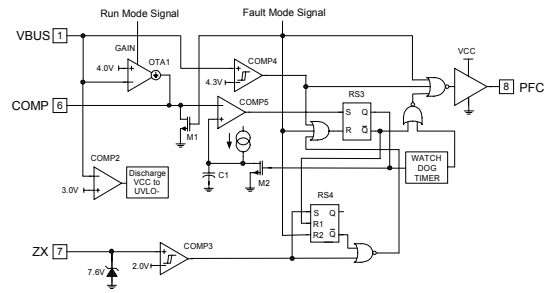 Run Mode Signal
Fault Mode Signal
VBUS 1
VCC
GAIN
OTA1
COMP4
4.0V
4.3V
RS3
8 PFC
COMP 6
COMP5
S Q
R Q
M1
WATCH DOG TIMER
C1
M2
COMP2
Discharge VCC to UVLO-
3.0V
RS4
S Q
R1
R2 Q
ZX 7
COMP3
7.6V
2.0V